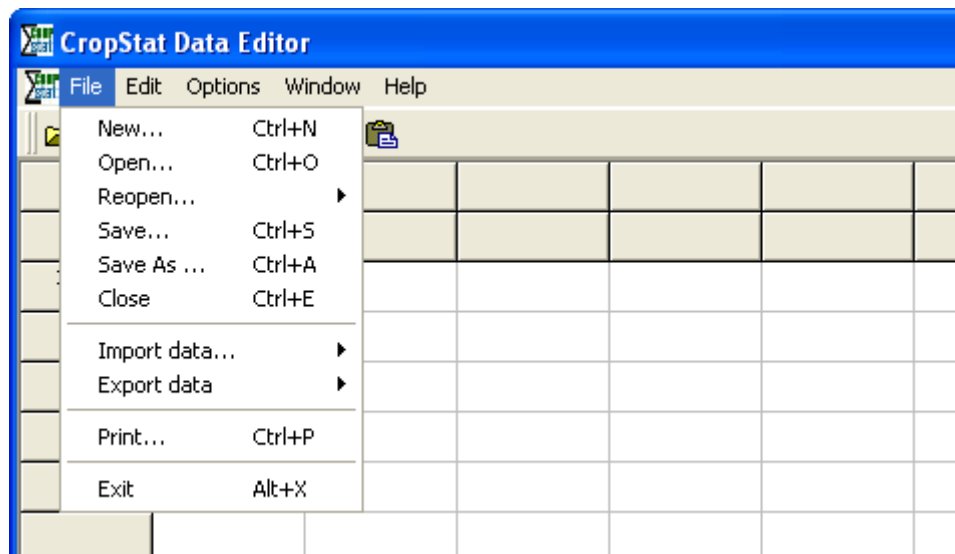 CropStat Data Editor
File Edit Options Window Help
New... Ctrl+N
Open... Ctrl+O
Reopen...
Save... Ctrl+S
Save As ... Ctrl+A
Close Ctrl+E
Import data...
Export data
Print... Ctrl+P
Exit Alt+X